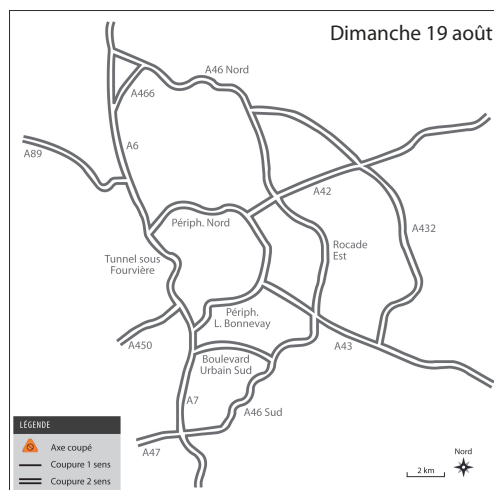 Dimanche 19 août
A46 Nord
A466
A6
A89
A42
Périph. Nord
A432
Tunnel sous
Fourvière
Rocade
Est
Périph.
L. Bonnevay
A450
A43
Boulevard
Urbain Sud
A7
A46 Sud
A47
LÉGENDE
Axe coupé
Coupure 1 sens
Coupure 2 sens
2 km
Nord